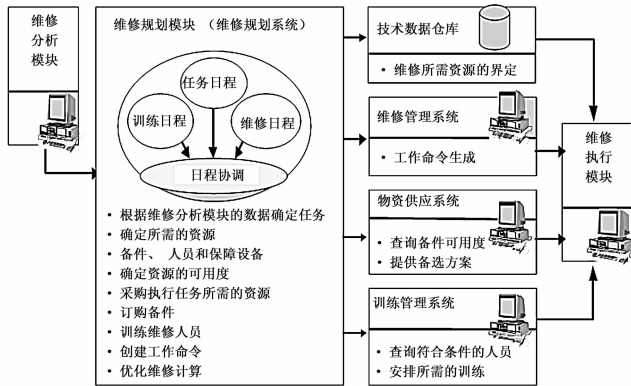 维修
分析
模块
维修规划模块 （维修规划系统）
任务日程
训练日程
维修日程
日程协调
• 根据维修分析模块的数据确定任务
• 确定所需的资源
• 备件、 人员和保障设备
• 确定资源的可用度
• 采购执行任务所需的资源
• 订购备件
• 训练维修人员
• 创建工作命令
• 优化维修计算
技术数据仓库
• 维修所需资源的界定
维修管理系统
• 工作命令生成
物资供应系统
• 查询备件可用度
• 提供备选方案
训练管理系统
• 查询符合条件的人员
• 安排所需的训练
维修
执行
模块